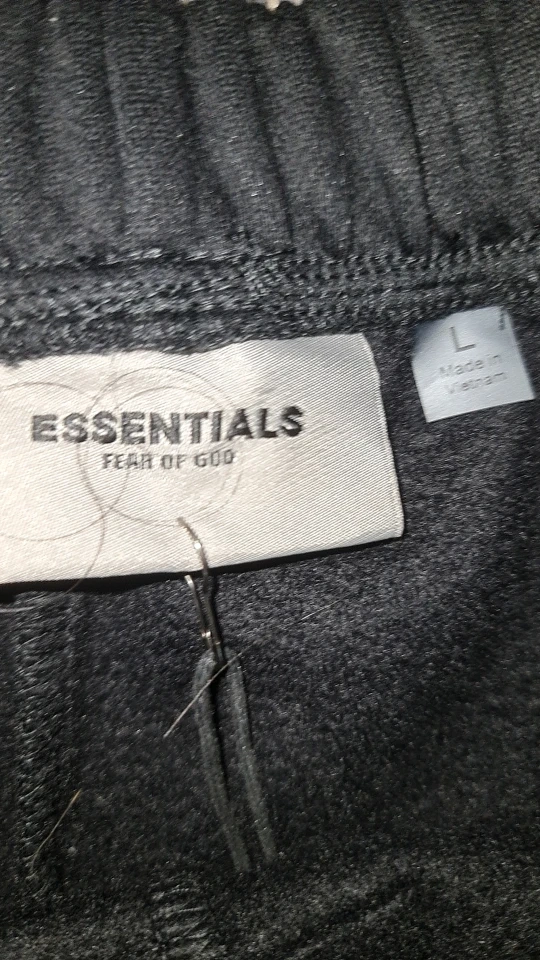 ESSENTIALS
FEAR OF GOD
L
Made in
Vietnam